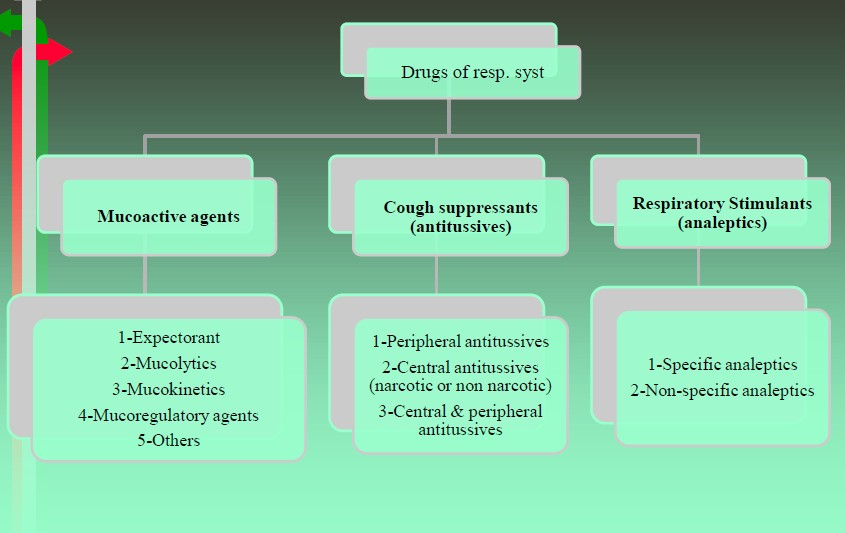 Drugs of resp. syst
Mucoactive agents
Cough suppressants
(antitussives)
Respiratory Stimulants
(analeptics)
1-Expectorant
2-Mucolytics
3-Mucokinetics
4-Mucoregulatory agents
5-Others
1-Peripheral antitussives
2-Central antitussives
(narcotic or non narcotic)
3-Central & peripheral
antitussives
1-Specific analeptics
2-Non-specific analeptics